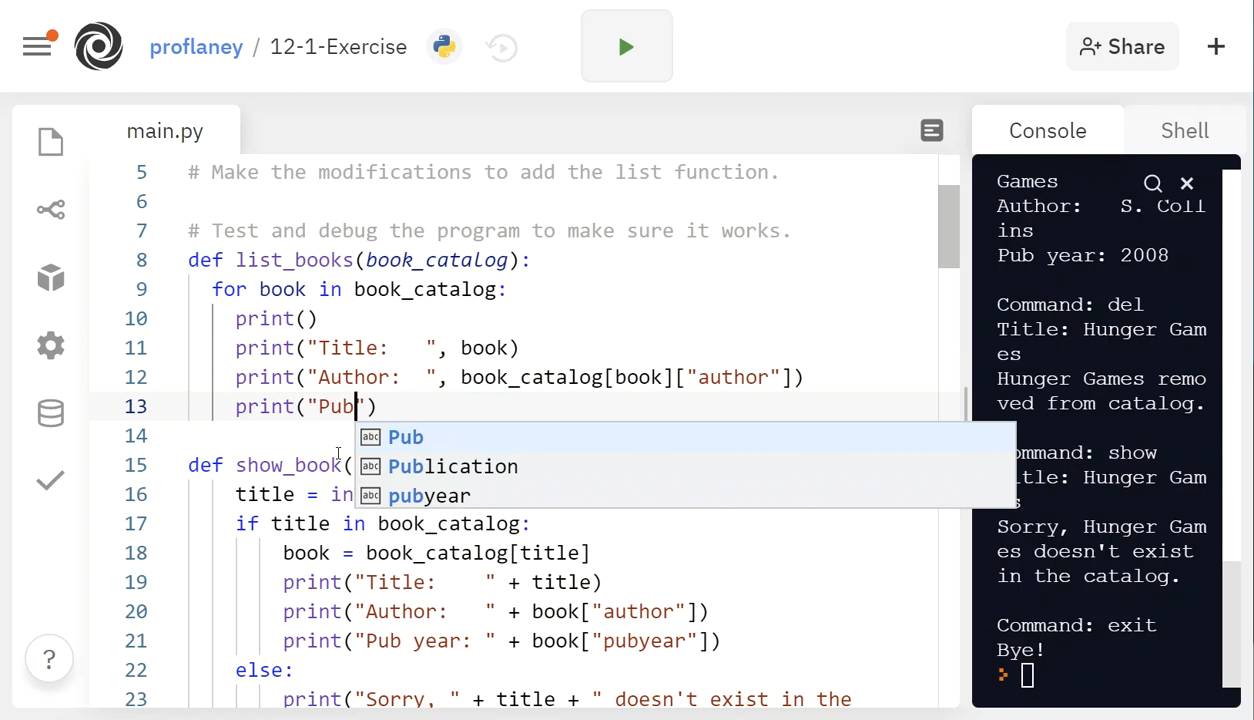 proflaney / 12-1-Exercise
Share
main.py
Console Shell
5 # Make the modifications to add the list function.
6
7 # Test and debug the program to make sure it works.
8 def list_books(book_catalog):
9 for book in book_catalog:
10 print()
11 print("Title:   ", book)
12 print("Author:  ", book_catalog[book]["author"])
13 print("Pub")
Pub
Publication
pubyear
14
15 def show_book(
16 title = in
17 if title in book_catalog:
18 book = book_catalog[title]
19 print("Title:    " + title)
20 print("Author:   " + book["author"])
21 print("Pub year: " + book["pubyear"])
22 else:
23 print("Sorry, " + title + " doesn't exist in the
?
Games
Author:   S. Coll
ins
Pub year: 2008
Command: del
Title: Hunger Gam
es
Hunger Games remo
ved from catalog.
ommand: show
tle: Hunger Gam
s
Sorry, Hunger Gam
es doesn't exist
in the catalog.
Command: exit
Bye!